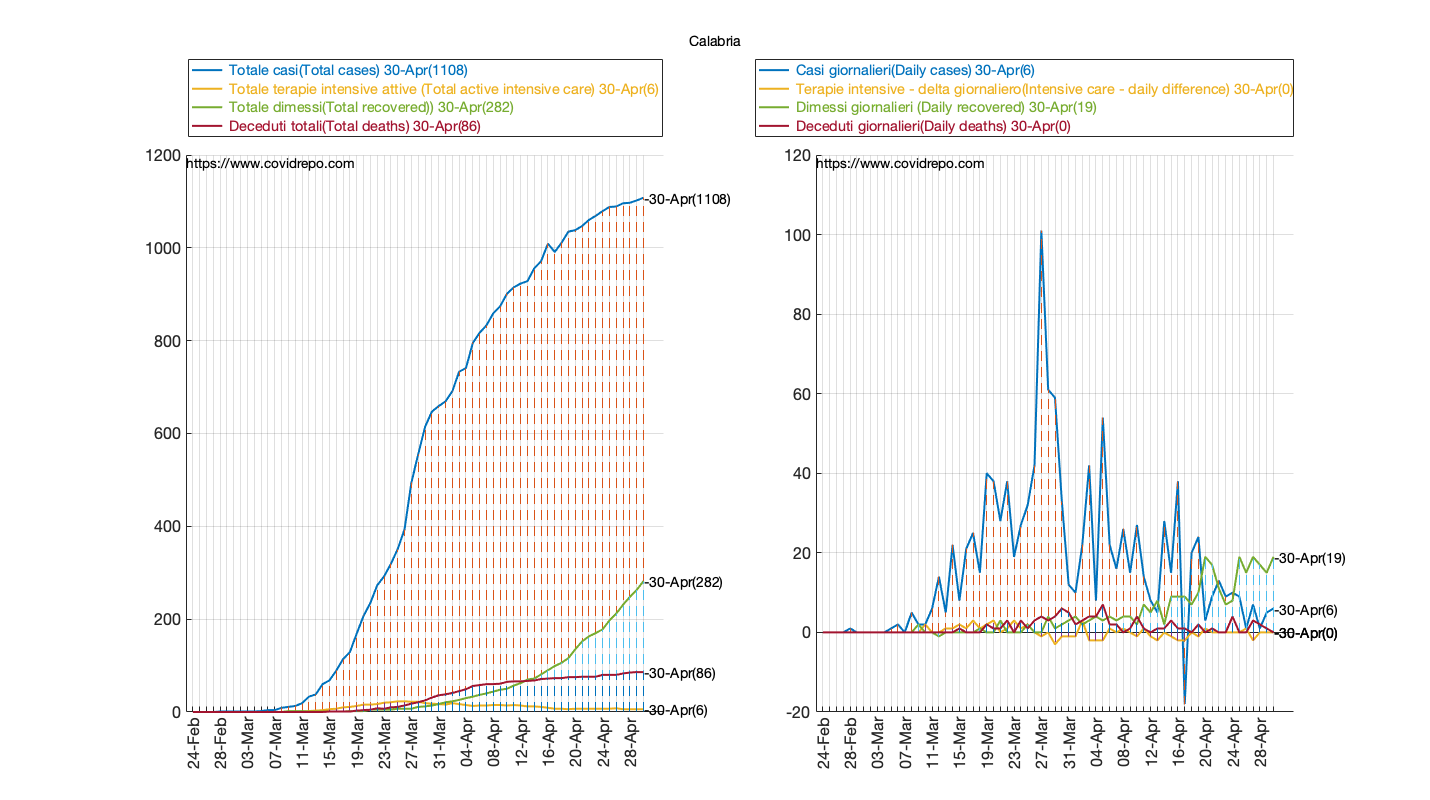 Calabria
Totale casi(Total cases) 30-Apr(1108)
Totale terapie intensive attive (Total active intensive care) 30-Apr(6)
Totale dimessi(Total recovered)) 30-Apr(282)
Deceduti totali(Total deaths) 30-Apr(86)
1200
https://www.covidrepo.com
-30-Apr(1108)
1000
800
600
-30-Apr(282)
400
200
-30-Apr(86)
-30-Apr(6)
0
24-Feb
28-Feb
03-Mar
07-Mar
11-Mar
15-Mar
19-Mar
23-Mar
27-Mar
31-Mar
04-Apr
08-Apr
12-Apr
16-Apr
20-Apr
24-Apr
28-Apr
Casi giornalieri(Daily cases) 30-Apr(6)
Terapie intensive - delta giornaliero(Intensive care - daily difference) 30-Apr(0)
Dimessi giornalieri (Daily recovered) 30-Apr(19)
Deceduti giornalieri(Daily deaths) 30-Apr(0)
120
https://www.covidrepo.com
100
80
60
40
20
-30-Apr(19)
-30-Apr(6)
0
-30-Apr(0)
-20
24-Feb
28-Feb
03-Mar
07-Mar
11-Mar
15-Mar
19-Mar
23-Mar
27-Mar
31-Mar
04-Apr
08-Apr
12-Apr
16-Apr
20-Apr
24-Apr
28-Apr